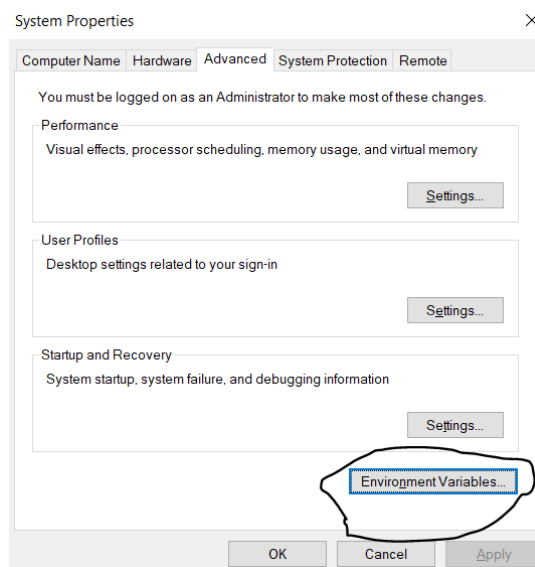 System Properties
Computer Name Hardware Advanced System Protection Remote
You must be logged on as an Administrator to make most of these changes.
Performance
Visual effects, processor scheduling, memory usage, and virtual memory
Settings...
User Profiles
Desktop settings related to your sign-in
Settings...
Startup and Recovery
System startup, system failure, and debugging information
Settings...
Environment Variables...
OK Cancel Apply